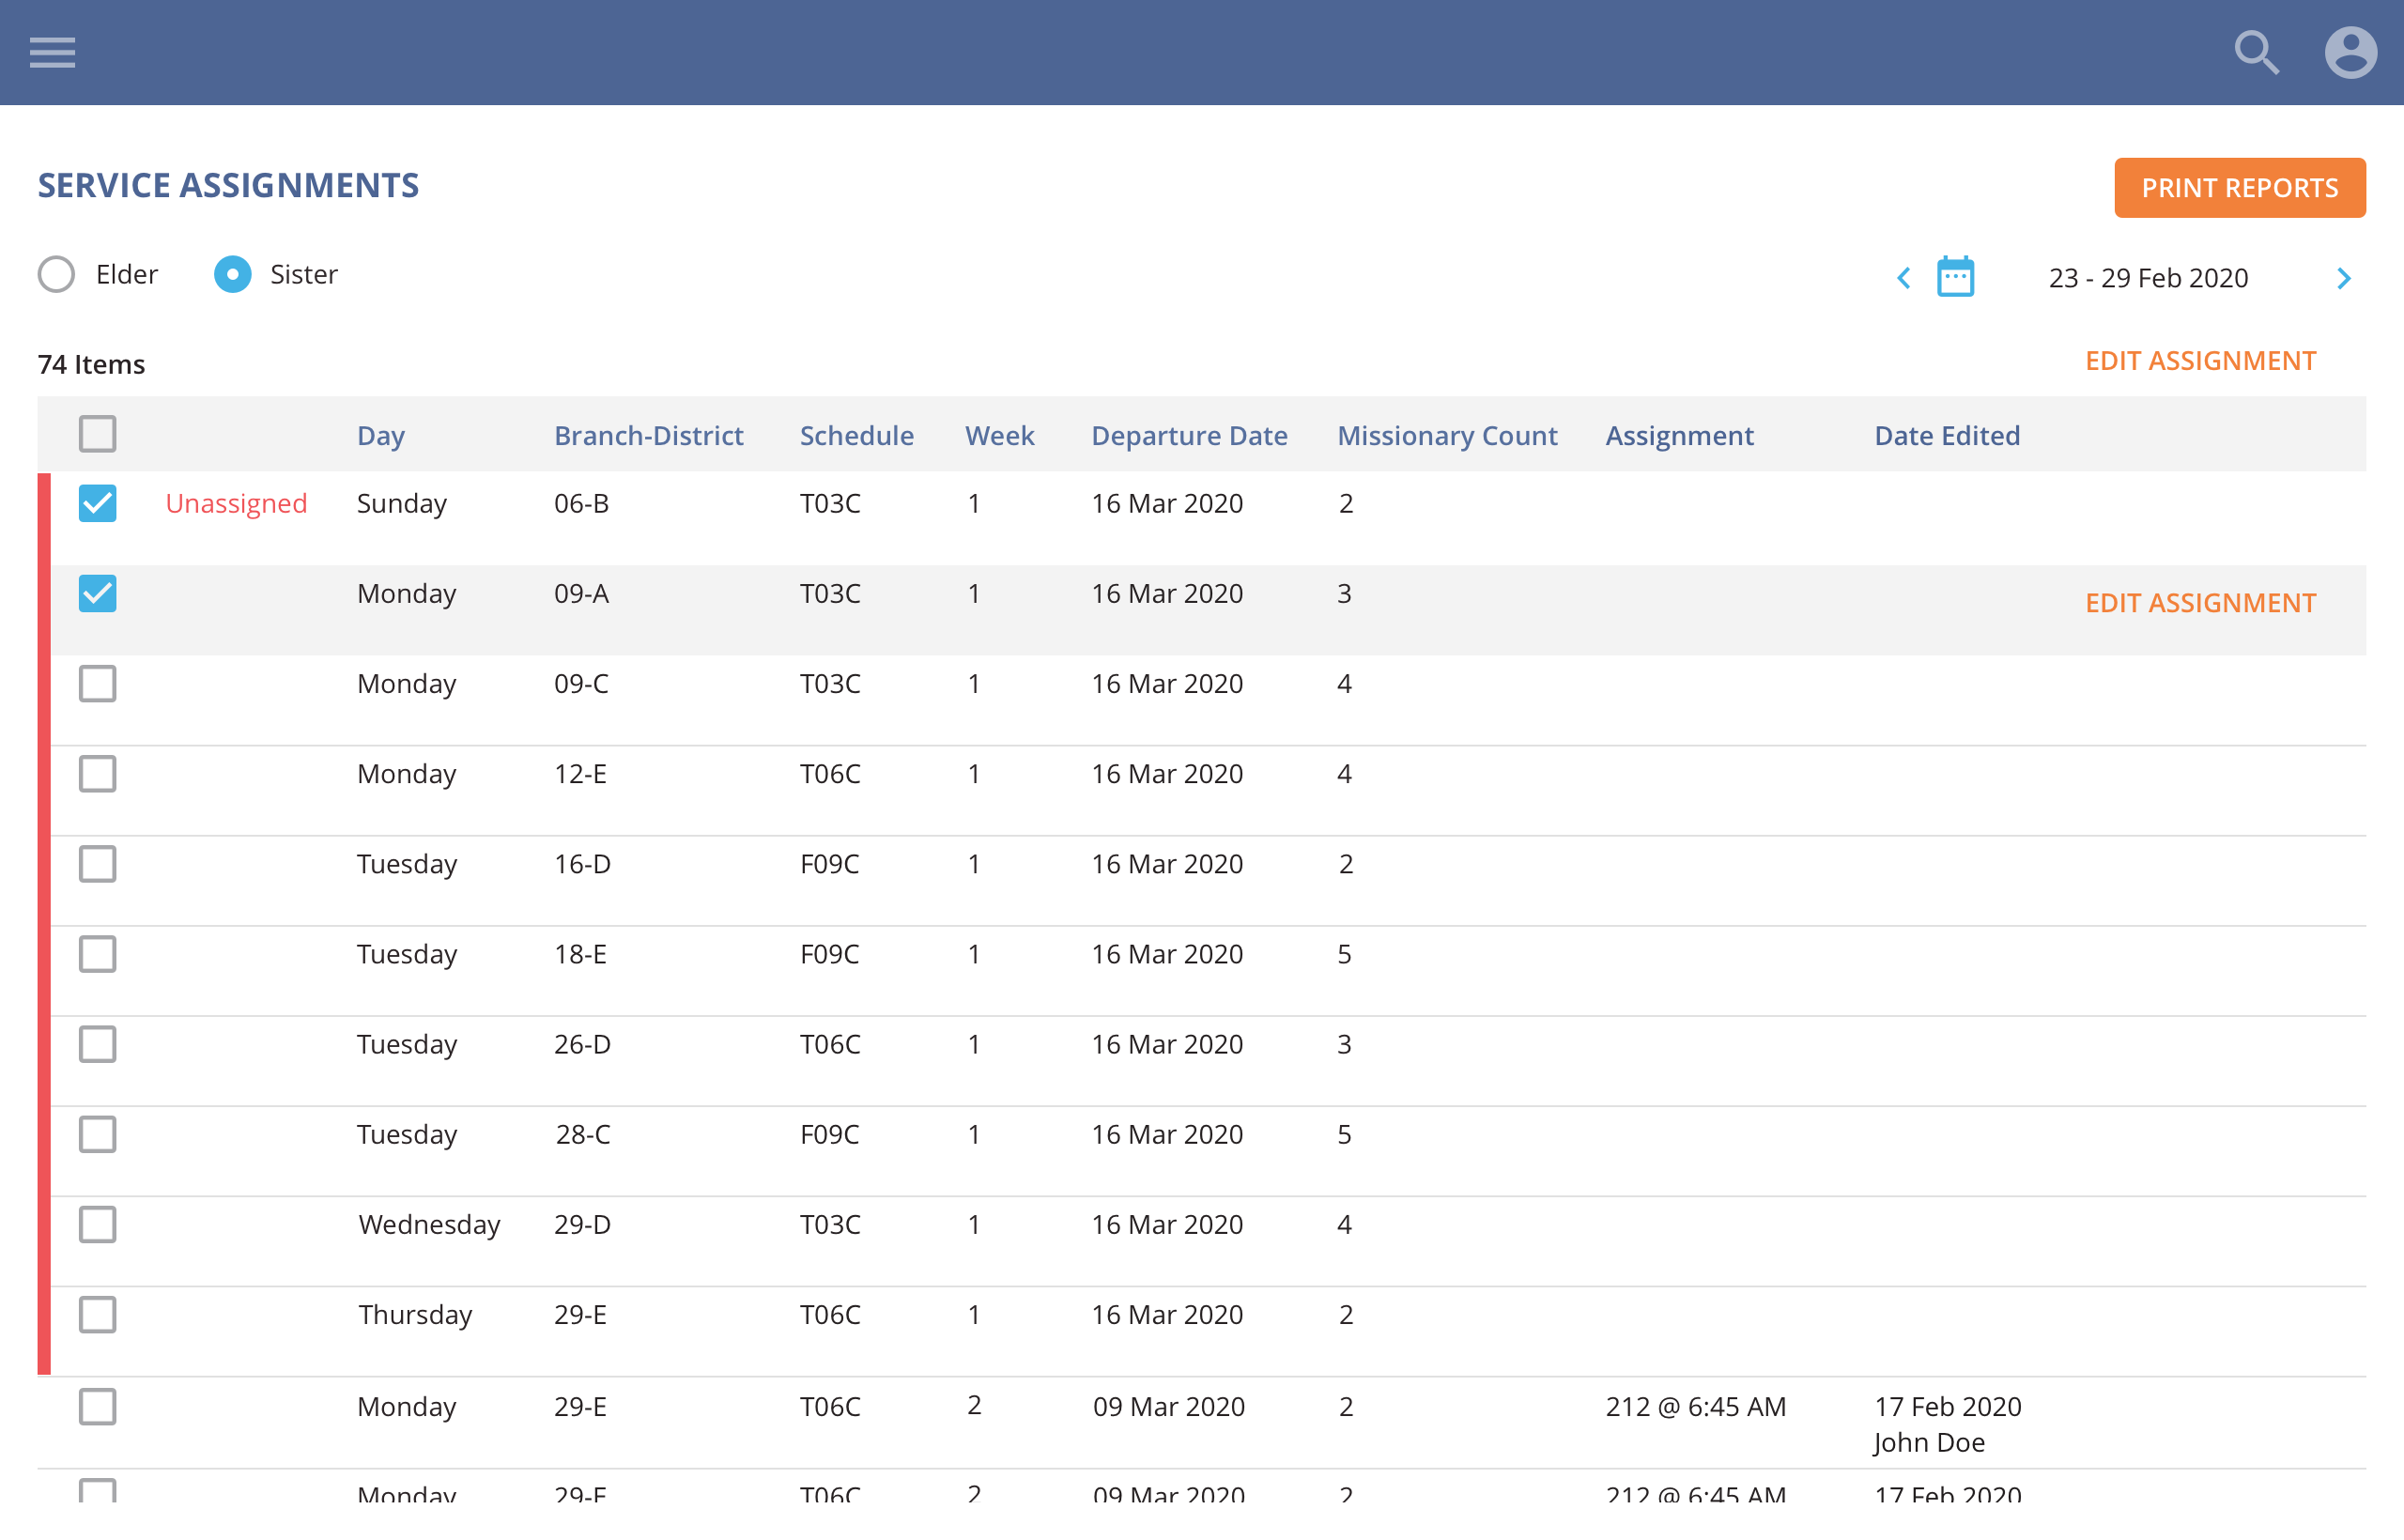 SERVICE ASSIGNMENTS
PRINT REPORTS
Elder Sister
23 - 29 Feb 2020
74 Items
EDIT ASSIGNMENT
Day Branch-District Schedule Week Departure Date Missionary Count Assignment Date Edited
Unassigned Sunday 06-B T03C 1 16 Mar 2020 2
Monday 09-A T03C 1 16 Mar 2020 3 EDIT ASSIGNMENT
Monday 09-C T03C 1 16 Mar 2020 4
Monday 12-E T06C 1 16 Mar 2020 4
Tuesday 16-D F09C 1 16 Mar 2020 2
Tuesday 18-E F09C 1 16 Mar 2020 5
Tuesday 26-D T06C 1 16 Mar 2020 3
Tuesday 28-C F09C 1 16 Mar 2020 5
Wednesday 29-D T03C 1 16 Mar 2020 4
Thursday 29-E T06C 1 16 Mar 2020 2
Monday 29-E T06C 2 09 Mar 2020 2 212 @ 6:45 AM 17 Feb 2020
John Doe
Monday 29-E T06C 2 09 Mar 2020 2 212 @ 6:45 AM 17 Feb 2020